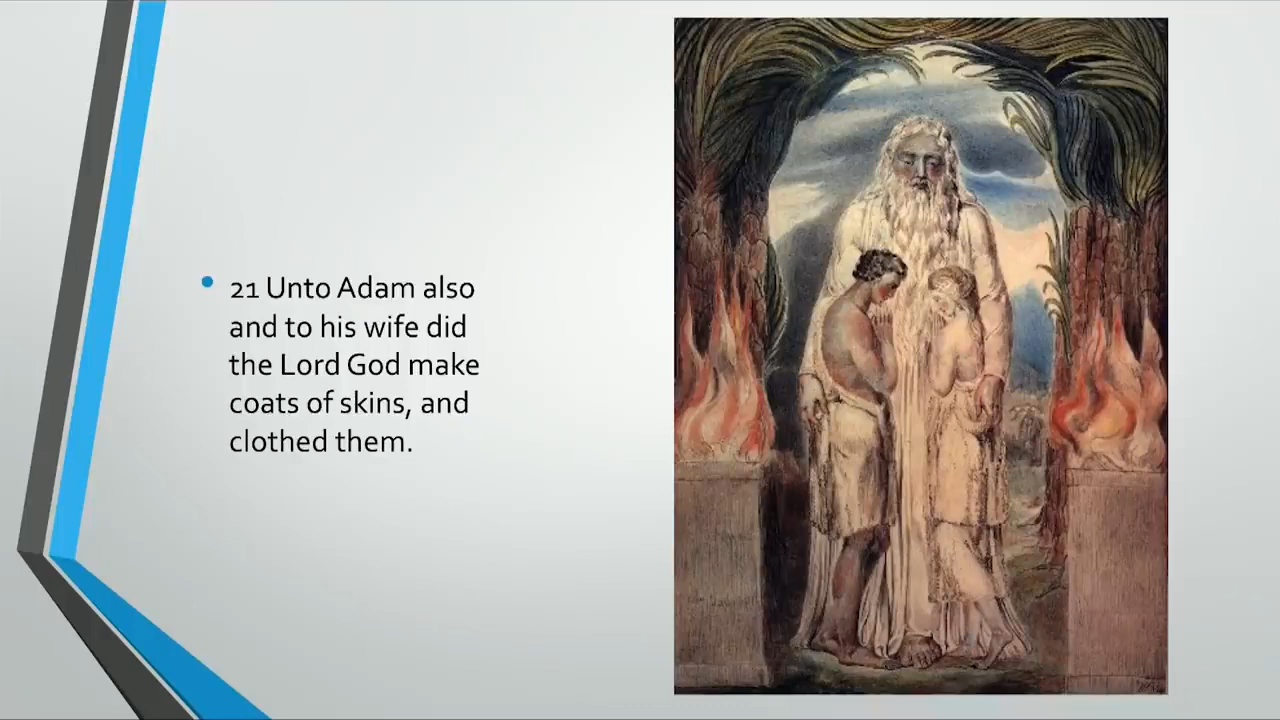 21 Unto Adam also
and to his wife did
the Lord God make
coats of skins, and
clothed them.